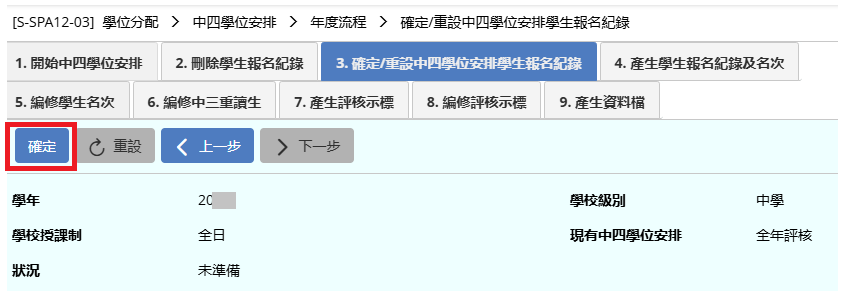 [S-SPA12-03] 學位分配 > 中四學位安排 > 年度流程 > 確定/重設中四學位安排學生報名紀錄
1. 開始中四學位安排 2. 刪除學生報名紀錄 3. 確定/重設中四學位安排學生報名紀錄 4. 產生學生報名紀錄及名次
5. 編修學生名次 6. 編修中三重讀生 7. 產生評核示標 8. 編修評核示標 9. 產生資料檔
確定 重設 上一步 下一步
學年 20 學校級別 中學
學校授課制 全日 現有中四學位安排 全年評核
狀況 未準備